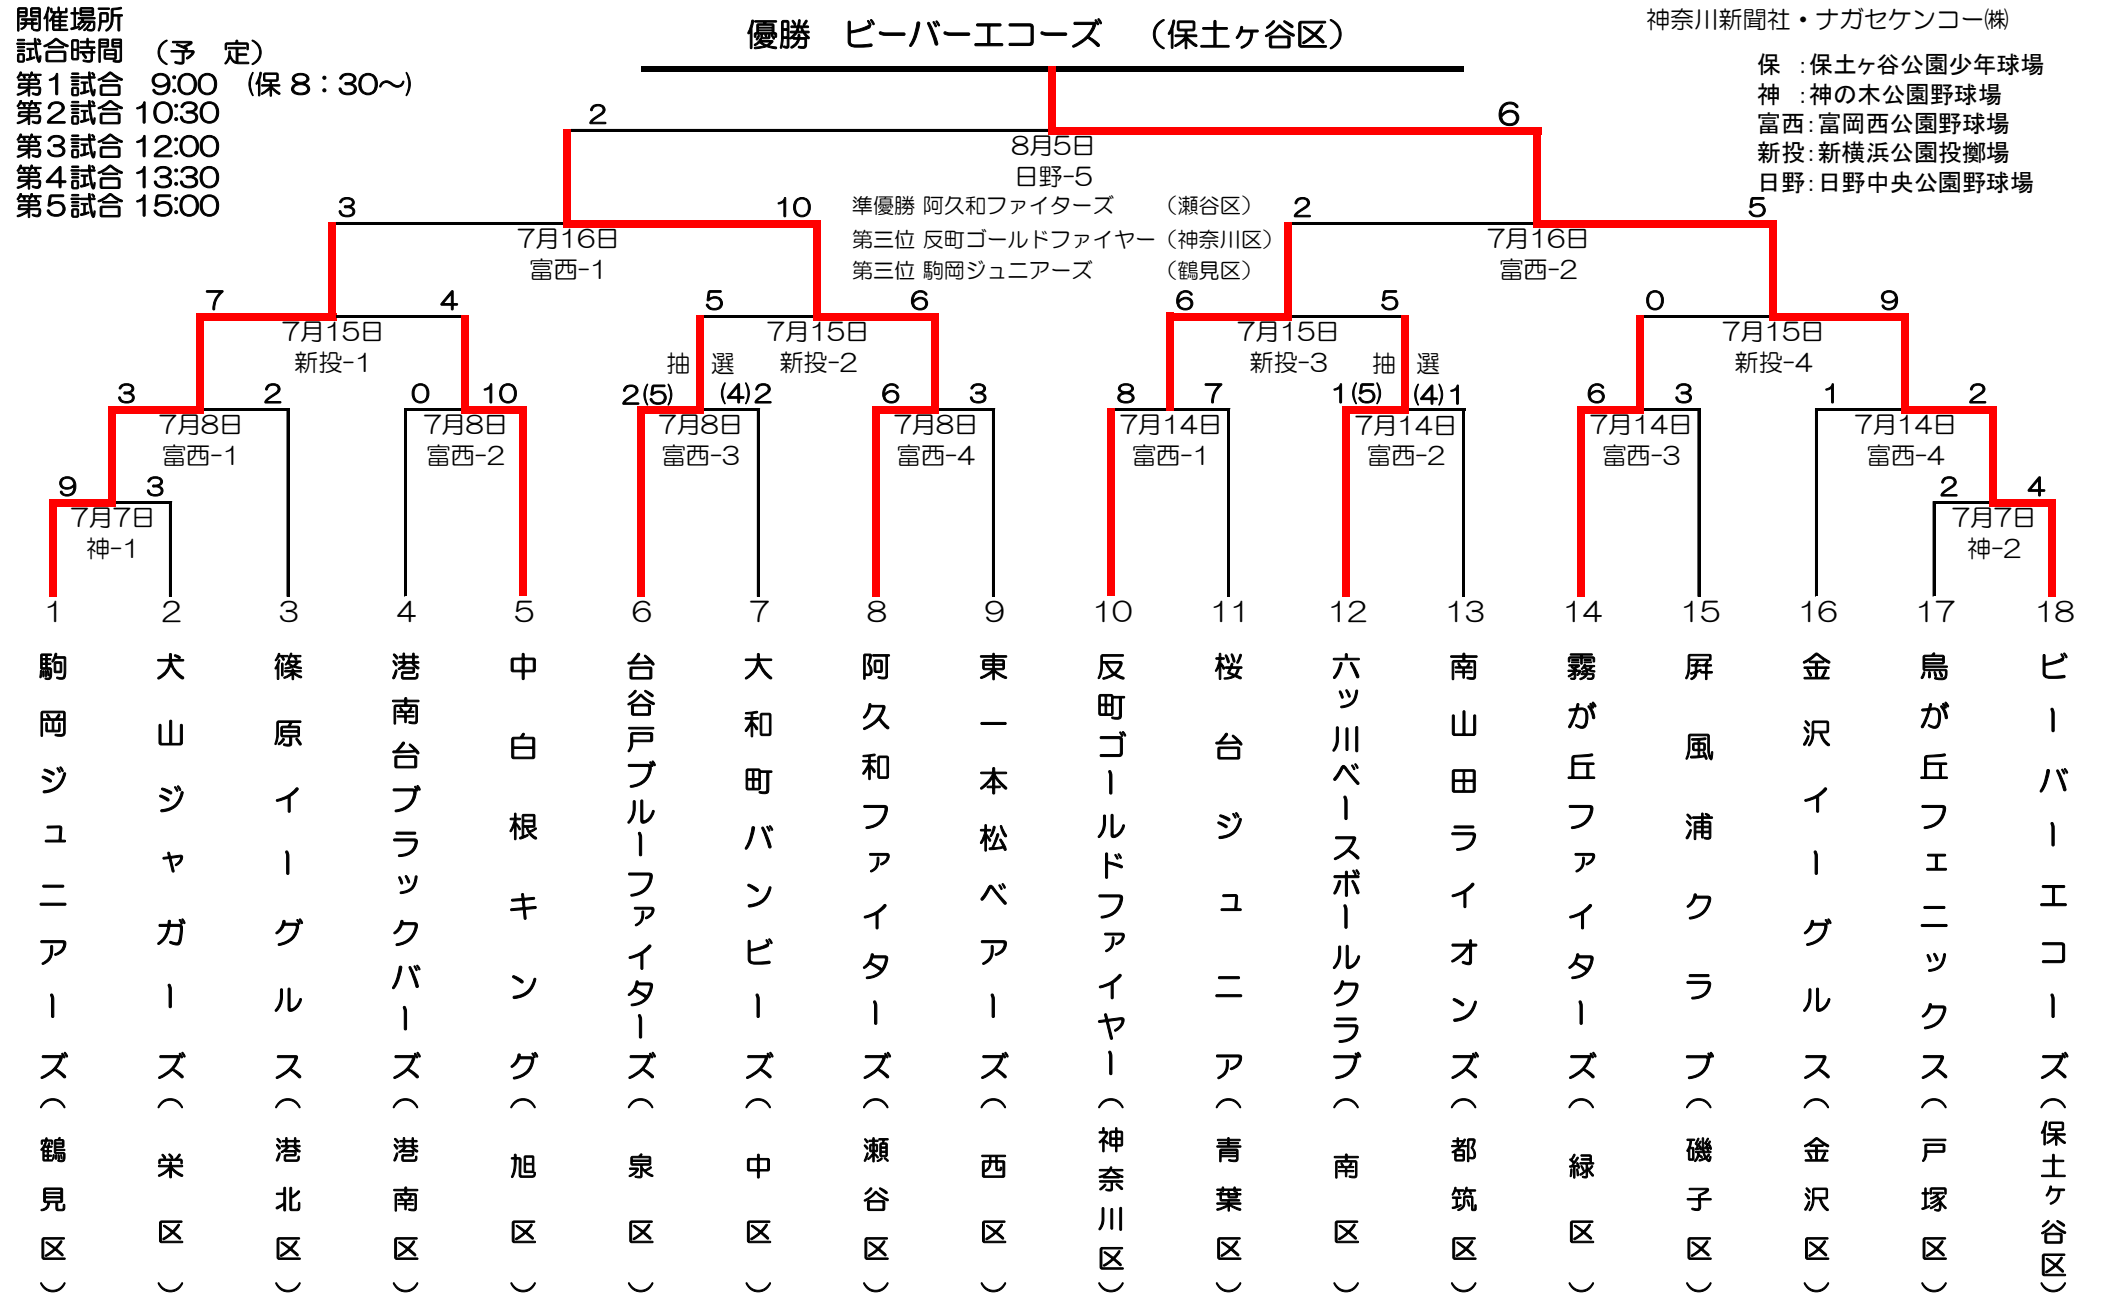 開催場所
試合時間　（予　定）
第１試合　9:00　(保 8：30～)
第２試合 10:30
第３試合 12:00
第４試合 13:30
第５試合 15:00
優勝　ビーバーエコーズ　（保土ヶ谷区）
神奈川新聞社・ナガセケンコー㈱
保　：保土ヶ谷公園少年球場
神　：神の木公園野球場
富西：富岡西公園野球場
新投：新横浜公園投擲場
日野：日野中央公園野球場
2　6
8月5日
日野-5
準優勝 阿久和ファイターズ　（瀬谷区）
第三位 反町ゴールドファイヤー（神奈川区）
第三位 駒岡ジュニアーズ　（鶴見区）
3　10　2　5
7月16日　7月16日
富西-1　富西-2
7　4　5　6　6　5　0　9
7月15日　7月15日　7月15日　7月15日
新投-1　新投-2　新投-3　新投-4
抽　選　抽　選
3　2　0　10　2(5)　(4)2　6　3　8　7　1(5)　(4)1　6　3　1　2
7月8日　7月8日　7月8日　7月8日　7月14日　7月14日　7月14日　7月14日
富西-1　富西-2　富西-3　富西-4　富西-1　富西-2　富西-3　富西-4
9　3　2　4
7月7日　7月7日
神-1　神-2
1　2　3　4　5　6　7　8　9　10　11　12　13　14　15　16　17　18
駒岡ジュニアーズ（鶴見区）
犬山ジャガーズ（栄区）
篠原イーグルス（港北区）
港南台ブラックバーズ（港南区）
中白根キング（旭区）
台谷戸ブルーファイターズ（泉区）
大和町バンビーズ（中区）
阿久和ファイターズ（瀬谷区）
東一本松ベアーズ（西区）
反町ゴールドファイヤー（神奈川区）
桜台ジュニア（青葉区）
六ッ川ベースボールクラブ（南区）
南山田ライオンズ（都筑区）
霧が丘ファイターズ（緑区）
屏風浦クラブ（磯子区）
金沢イーグルス（金沢区）
鳥が丘フェニックス（戸塚区）
ビーバーエコーズ（保土ヶ谷区）